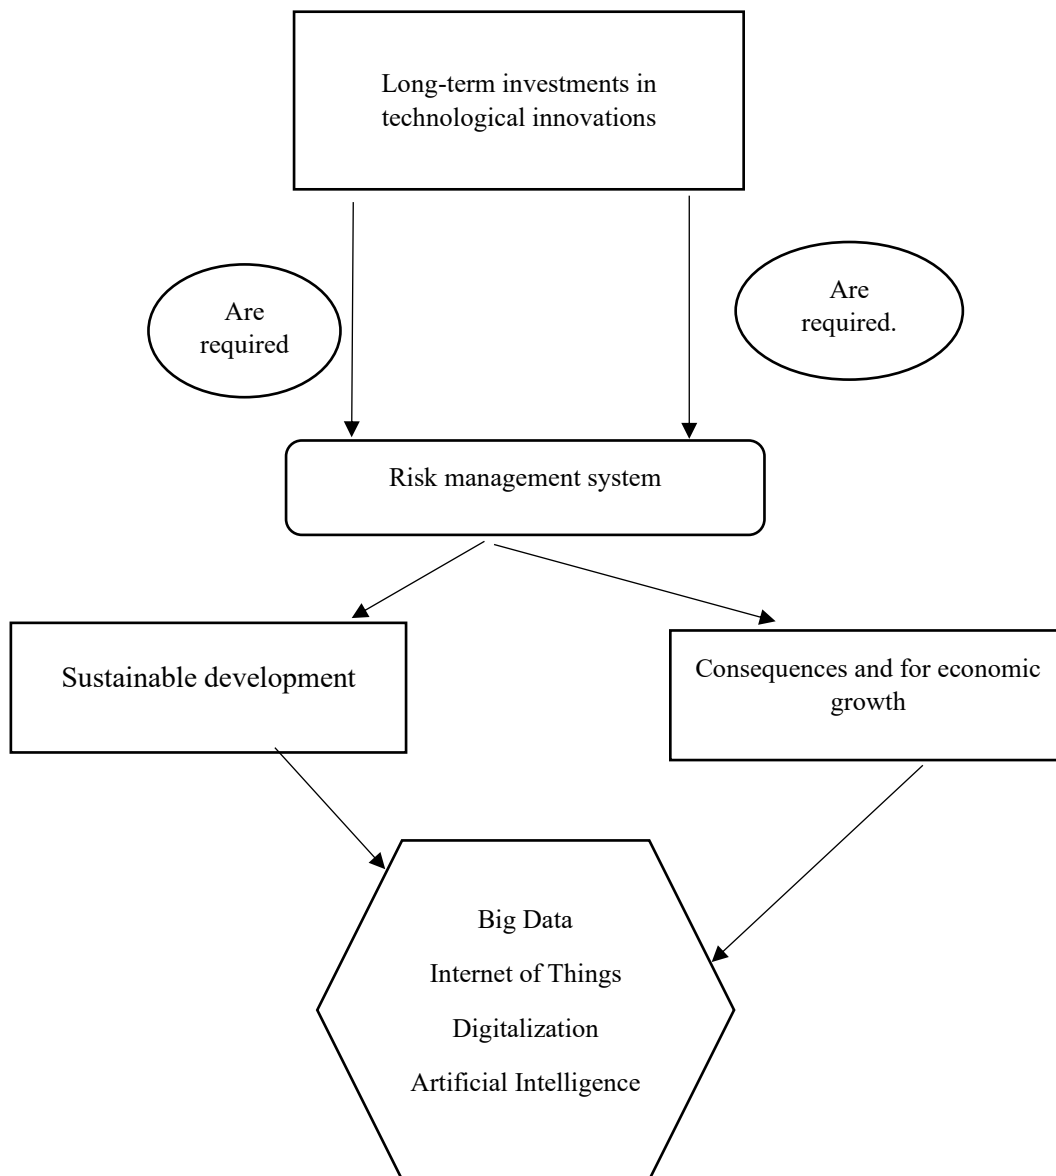 Long-term investments in
technological innovations
Are
required
Are
required.
Risk management system
Sustainable development
Consequences and for economic
growth
Big Data
Internet of Things
Digitalization
Artificial Intelligence